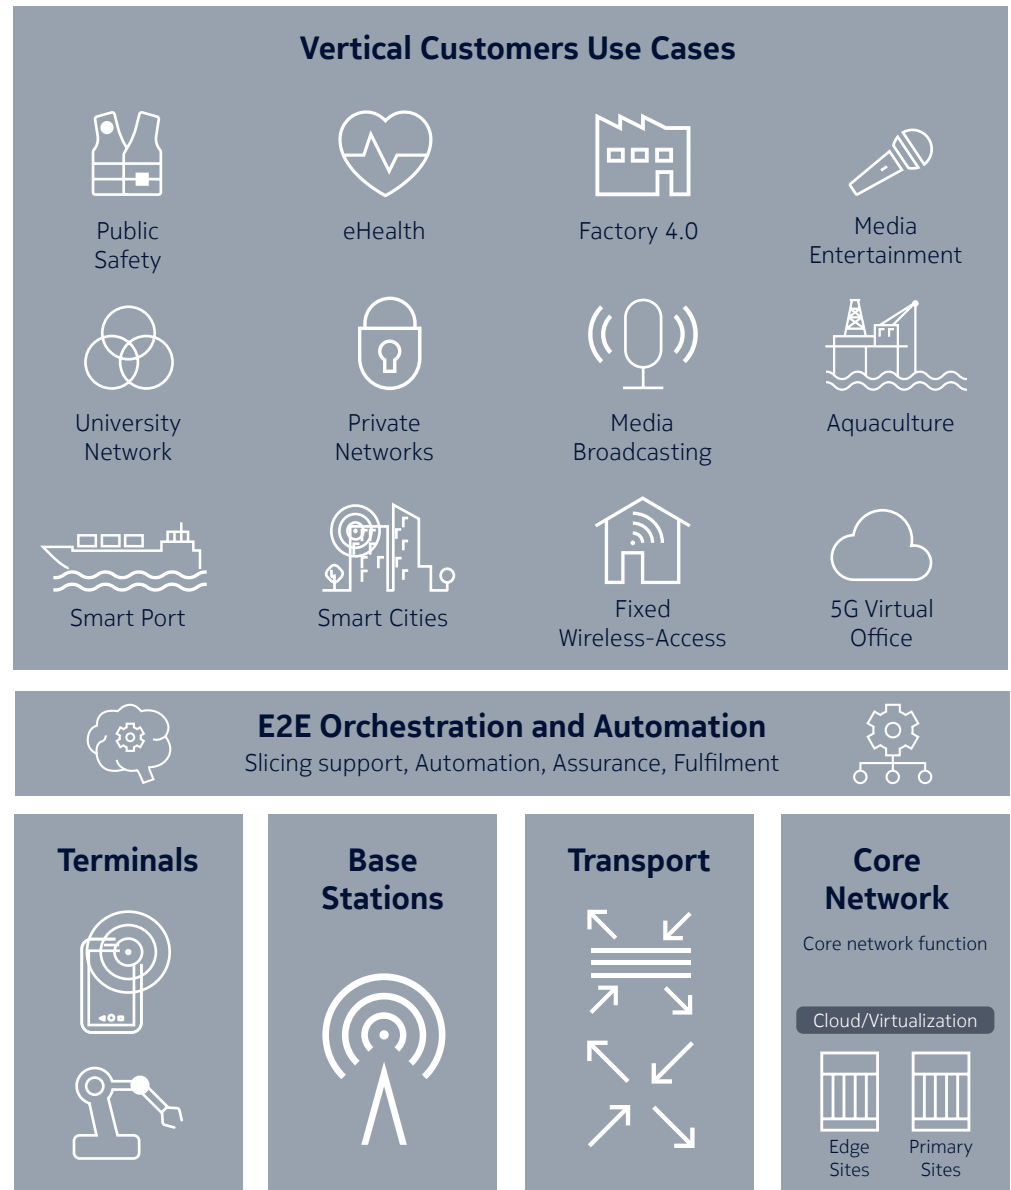 Vertical Customers Use Cases
Public
Safety
eHealth
Factory 4.0
Media
Entertainment
University
Network
Private
Networks
Media
Broadcasting
Aquaculture
Smart Port
Smart Cities
Fixed
Wireless-Access
5G Virtual
Office
E2E Orchestration and Automation
Slicing support, Automation, Assurance, Fulfilment
Terminals
Base
Stations
Transport
Core
Network
Core network function
Cloud/Virtualization
Edge
Sites
Primary
Sites